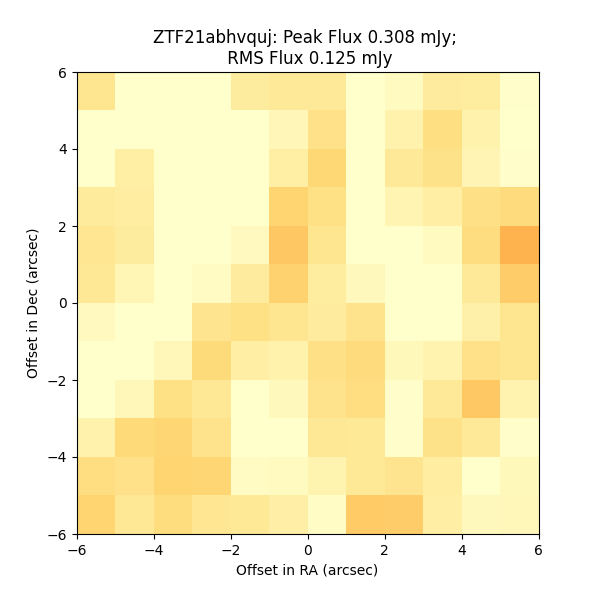 ZTF21abhvquj: Peak Flux 0.308 mJy;
RMS Flux 0.125 mJy
6
4
2
0
−2
−4
−6
Offset in Dec (arcsec)
−6 −4 −2 0 2 4 6
Offset in RA (arcsec)